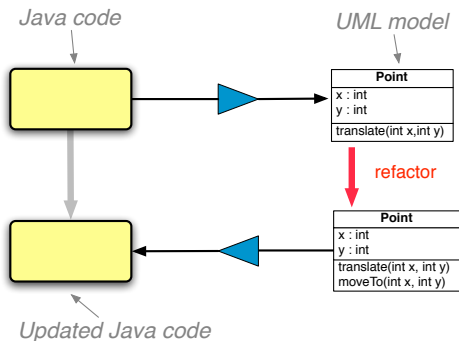 Java code
UML model
Point
x : int
y : int
translate(int x,int y)
refactor
Point
x : int
y : int
translate(int x, int y)
moveTo(int x, int y)
Updated Java code